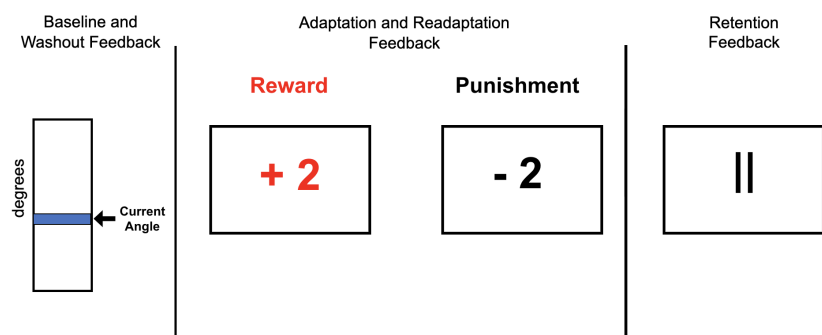 Baseline and
Washout Feedback
Adaptation and Readaptation
Feedback
Retention
Feedback
Reward
Punishment
degrees
+ 2
- 2
||
Current
Angle